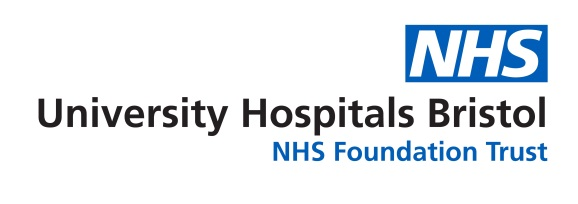 NHS
University Hospitals Bristol
NHS Foundation Trust